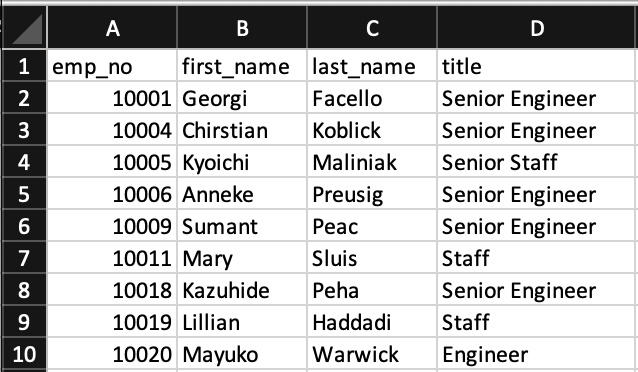 A B C D
1 emp_no first_name last_name title
2 10001 Georgi Facello Senior Engineer
3 10004 Chirstian Koblick Senior Engineer
4 10005 Kyoichi Maliniak Senior Staff
5 10006 Anneke Preusig Senior Engineer
6 10009 Sumant Peac Senior Engineer
7 10011 Mary Sluis Staff
8 10018 Kazuhide Peha Senior Engineer
9 10019 Lillian Haddadi Staff
10 10020 Mayuko Warwick Engineer